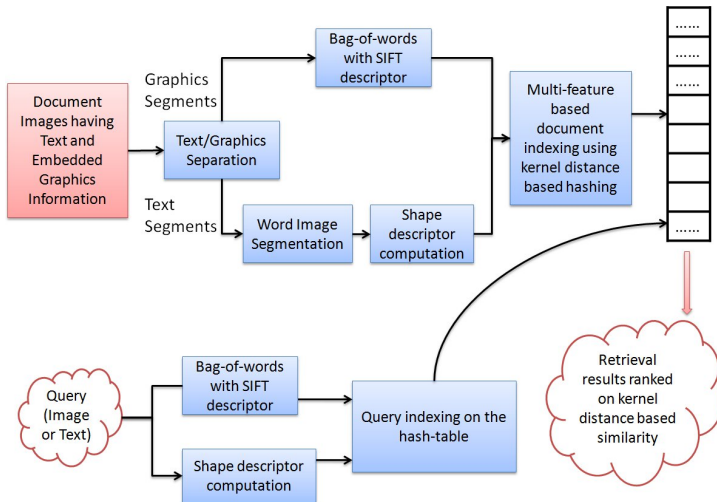 Document
Images having
Text and
Embedded
Graphics
Information
Graphics
Segments
Text/Graphics
Separation
Text
Segments
Bag-of-words
with SIFT
descriptor
Word Image
Segmentation
Shape
descriptor
computation
Multi-feature
based
document
indexing using
kernel distance
based hashing
......
......
......
......
Query
(Image
or Text)
Bag-of-words
with SIFT
descriptor
Shape descriptor
computation
Query indexing on the
hash-table
Retrieval
results ranked
on kernel
distance based
similarity